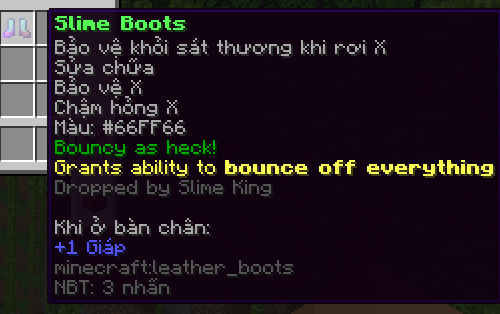 Slime Boots
Bảo vệ khỏi sát thương khi rơi X
Sửa chữa
Bảo vệ X
Chậm hỏng X
Màu: #66FF66
Bouncy as heck!
Grants ability to bounce off everything
Dropped by Slime King
Khi ở bàn chân:
+1 Giáp
minecraft:leather_boots
NBT: 3 nhãn